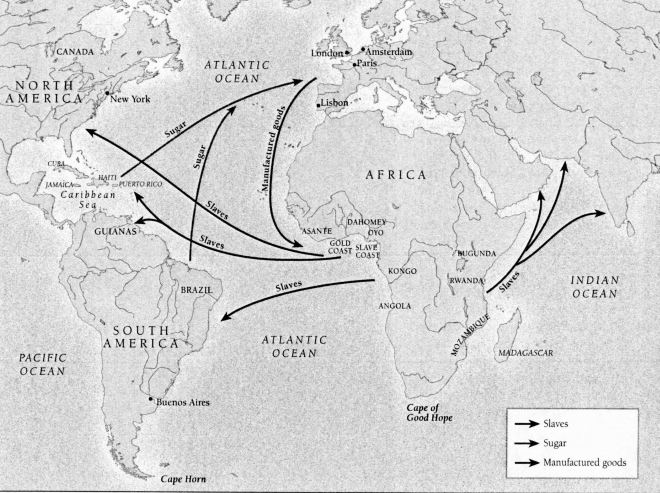 CANADA
NORTH
AMERICA
New York
ATLANTIC
OCEAN
London
Amsterdam
Paris
Lisbon
Sugar
Sugar
Manufactured goods
CUBA
HAITI
JAMAICA
PUERTO RICO
Caribbean
Sea
Slaves
GUIANAS
Slaves
AFRICA
ASANTE
DAHOMEY
OYO
GOLD
COAST
SLAVE
COAST
BUGUNDA
KONGO
RWANDA
Slaves
INDIAN
OCEAN
BRAZIL
Slaves
ANGOLA
SOUTH
AMERICA
ATLANTIC
OCEAN
MOZAMBIQUE
MADAGASCAR
PACIFIC
OCEAN
Buenos Aires
Cape of
Good Hope
Cape Horn
Slaves
Sugar
Manufactured goods